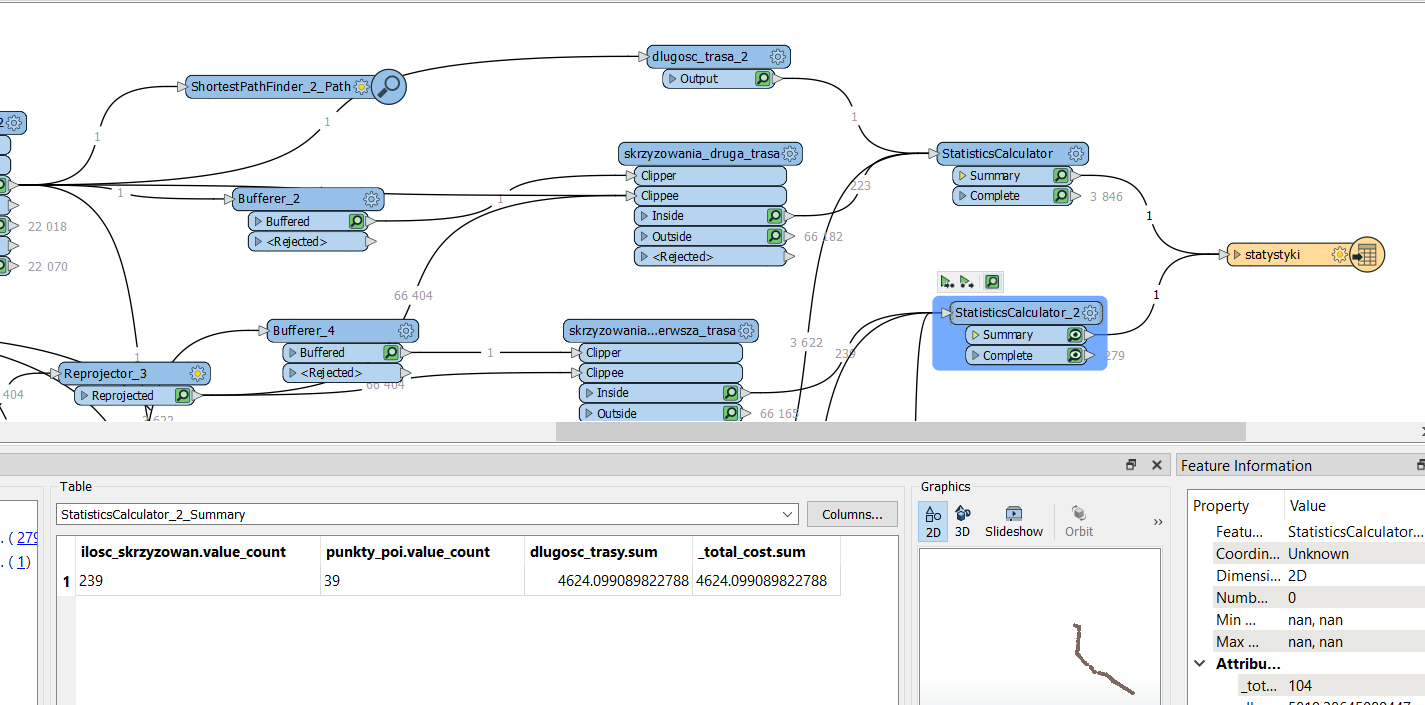 dlugosc_trasa_2
Output
ShortestPathFinder_2_Path
1
1
1
2
skrzyzowania_druga_trasa
Clipper
Clippee
Inside
Outside
<Rejected>
StatisticsCalculator
Summary
Complete
3 846
223
1
1
Bufferer_2
Buffered
<Rejected>
22 018
22 070
66 182
1
statystyki
66 404
StatisticsCalculator_2
Summary
Complete
279
1
Bufferer_4
Buffered
<Rejected>
1
skrzyzowania...erwsza_trasa
Clipper
Clippee
Inside
Outside
3 622
239
1
Reprojector_3
Reprojected
404
66 404
66 165
3 622
Feature Information
Table
Graphics
StatisticsCalculator_2_Summary
Columns...
2D
3D
Slideshow
Orbit
»
ilosc_skrzyzowan.value_count
punkty_poi.value_count
dlugosc_trasy.sum
_total_cost.sum
1
239
39
4624.099089822788
4624.099089822788
. ( 279
. ( 1)
Property Value
Featu... StatisticsCalculator...
Coordin... Unknown
Dimensi... 2D
Numb... 0
Min ... nan, nan
Max ... nan, nan
Attribu...
_tot... 104